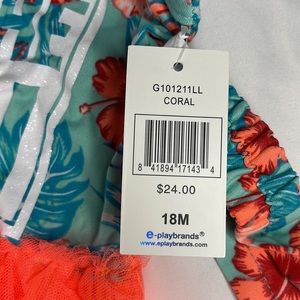 G101211LL
CORAL
8 41894 17143 4
$24.00
18M
e-playbrands®
www.eplaybrands.com